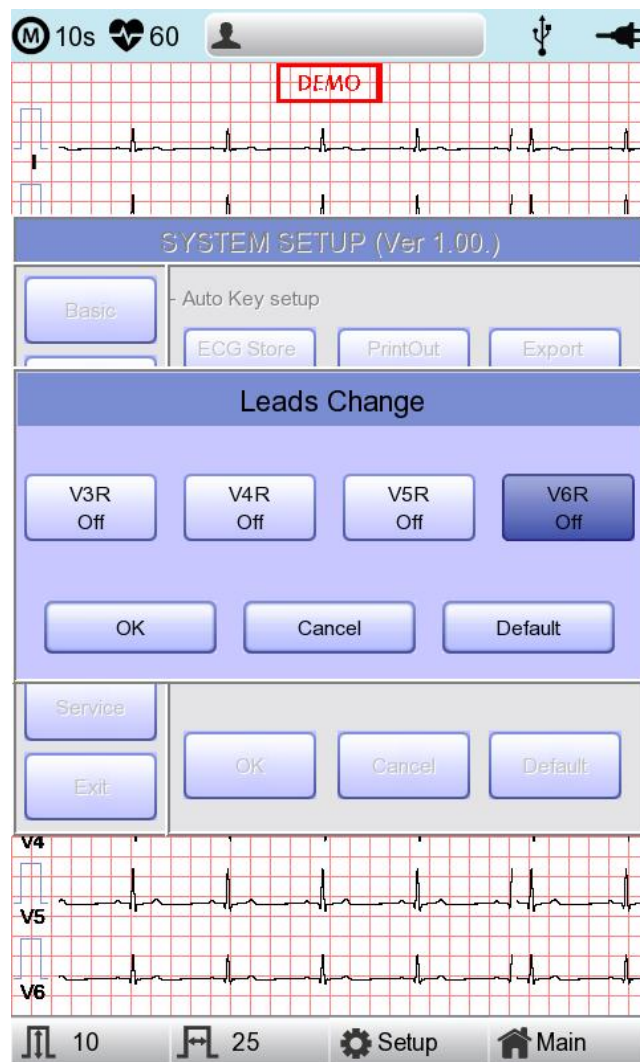 M 10s 60
DEMO
I
SYSTEM SETUP (Ver 1.00.)
Basic
- Auto Key setup
ECG Store PrintOut Export
Leads Change
V3R Off
V4R Off
V5R Off
V6R Off
OK Cancel Default
Service
Exit
OK Cancel Default
V4
V5
V6
10 25 Setup Main